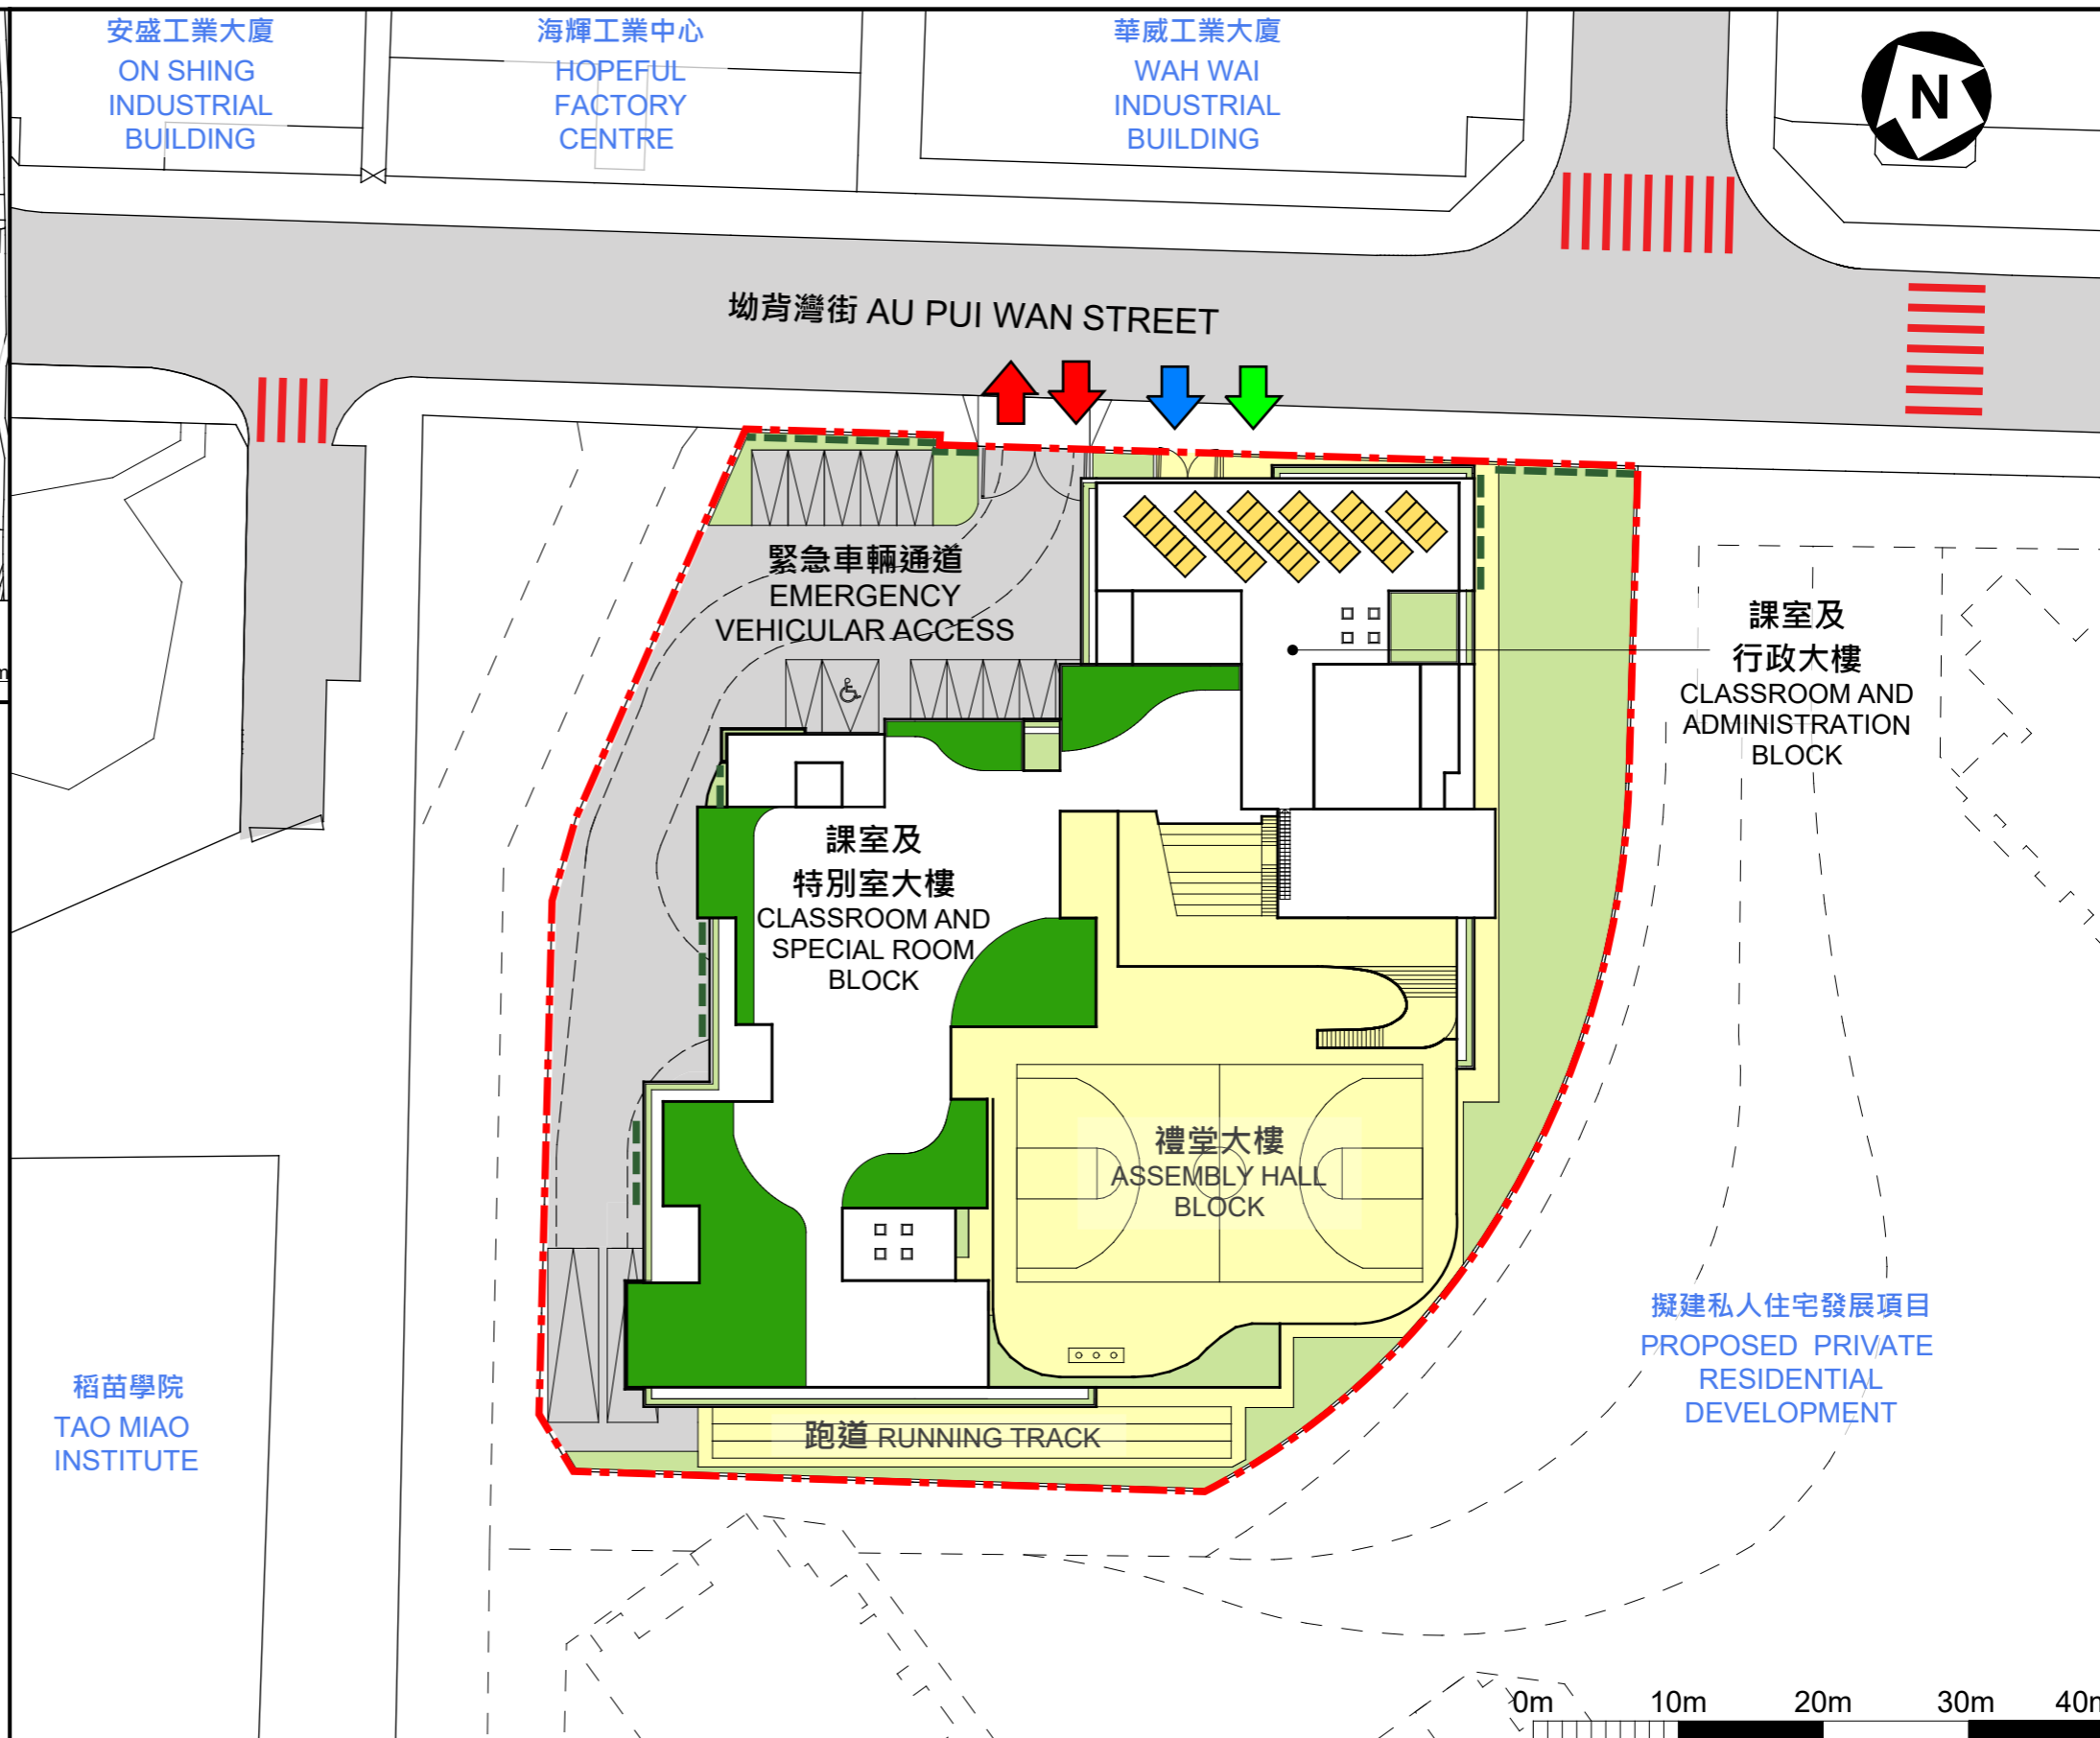 安盛工業大廈
ON SHING
INDUSTRIAL
BUILDING
海輝工業中心
HOPEFUL
FACTORY
CENTRE
華威工業大廈
WAH WAI
INDUSTRIAL
BUILDING
N
坳背灣街 AU PUI WAN STREET
緊急車輛通道
EMERGENCY
VEHICULAR ACCESS
課室及
行政大樓
CLASSROOM AND
ADMINISTRATION
BLOCK
課室及
特別室大樓
CLASSROOM AND
SPECIAL ROOM
BLOCK
禮堂大樓
ASSEMBLY HALL
BLOCK
擬建私人住宅發展項目
PROPOSED PRIVATE
RESIDENTIAL
DEVELOPMENT
稻苗學院
TAO MIAO
INSTITUTE
跑道 RUNNING TRACK
0m 10m 20m 30m 40m